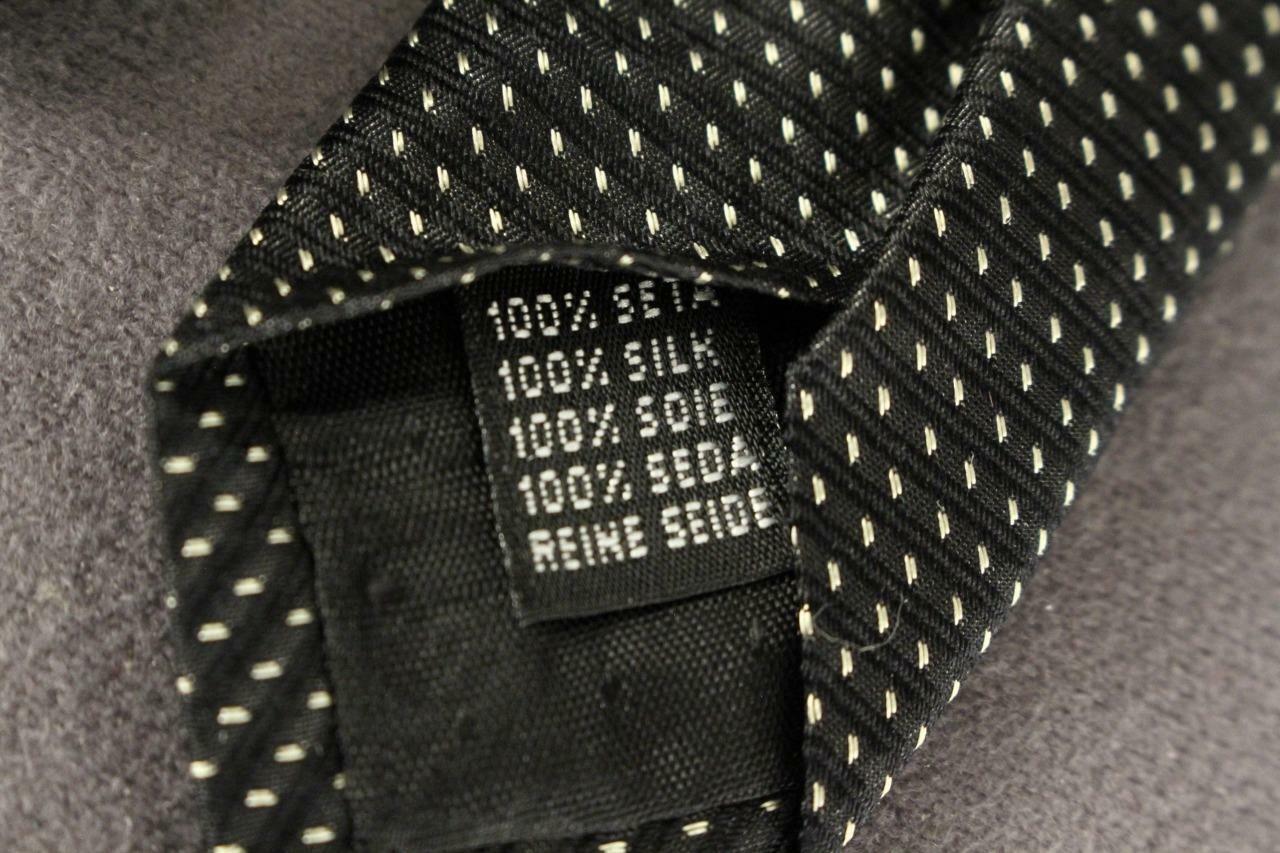 100% SETA
100% SILK
100% SOIE
100% SEDA
REINE SEIDE